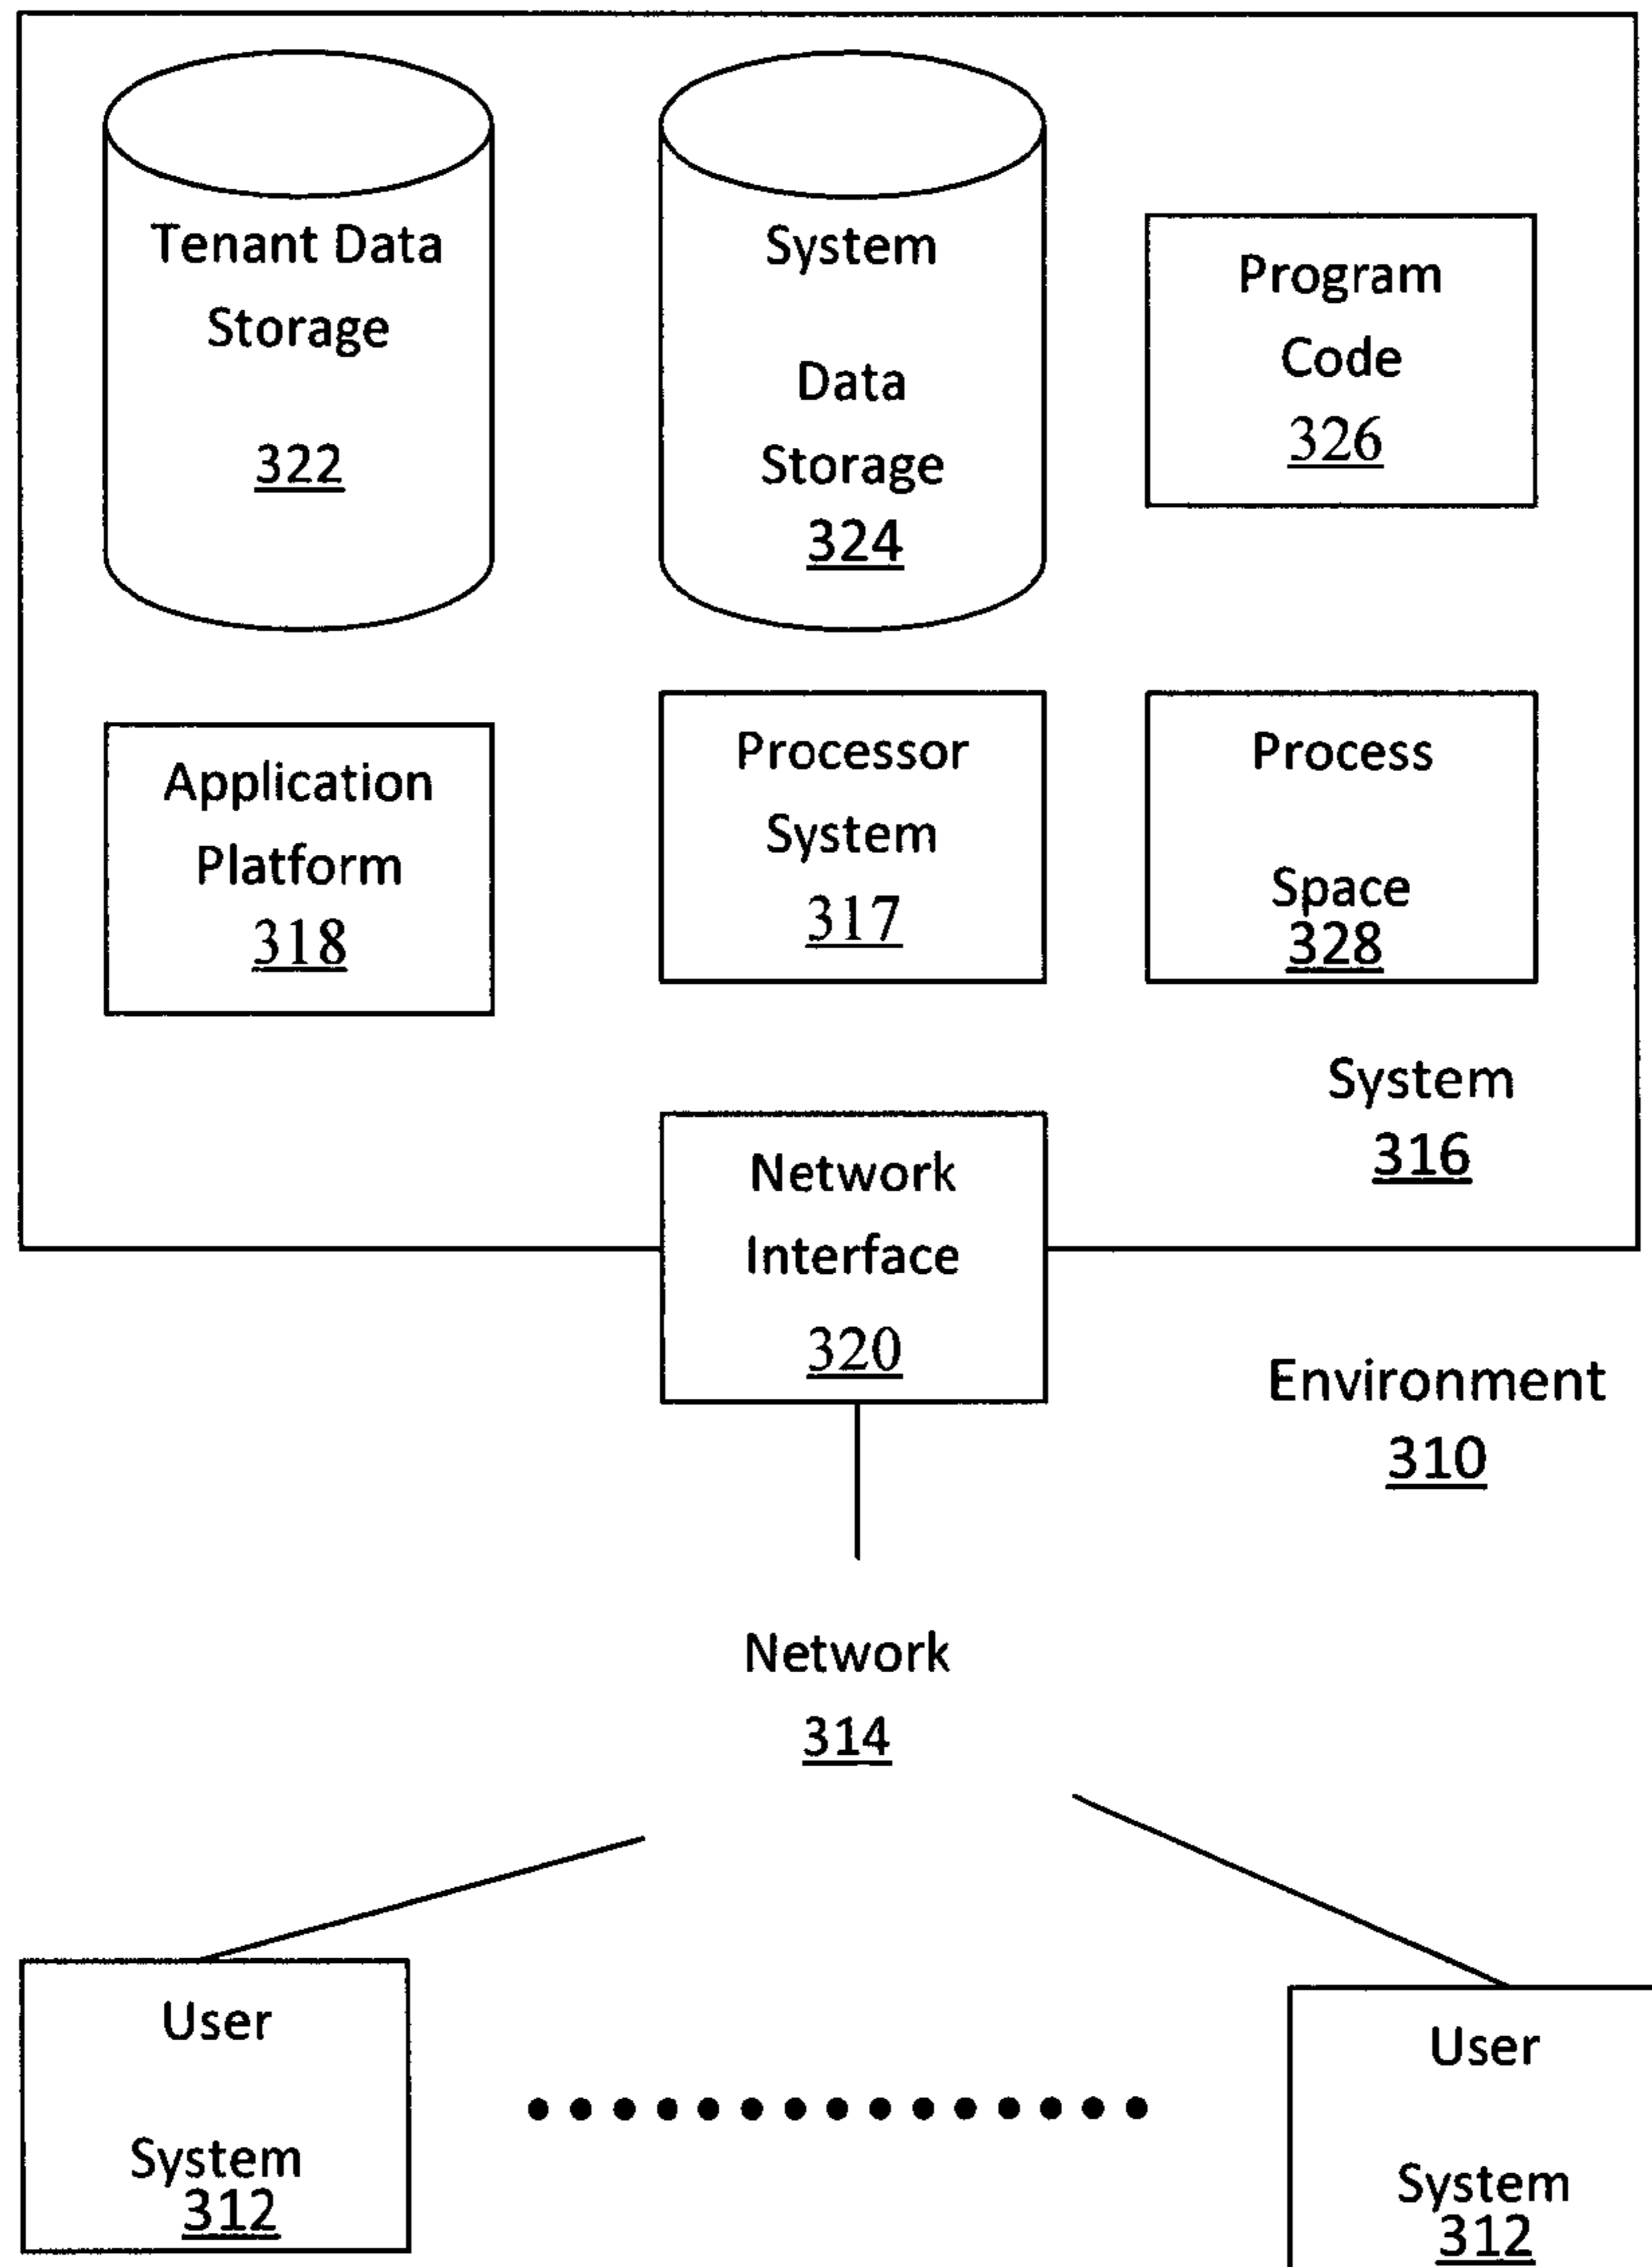 Tenant Data
Storage
322
System
Data
Storage
324
Program
Code
326
Application
Platform
318
Processor
System
317
Process
Space
328
System
316
Network
Interface
320
Environment
310
Network
314
User
System
312
User
System
312